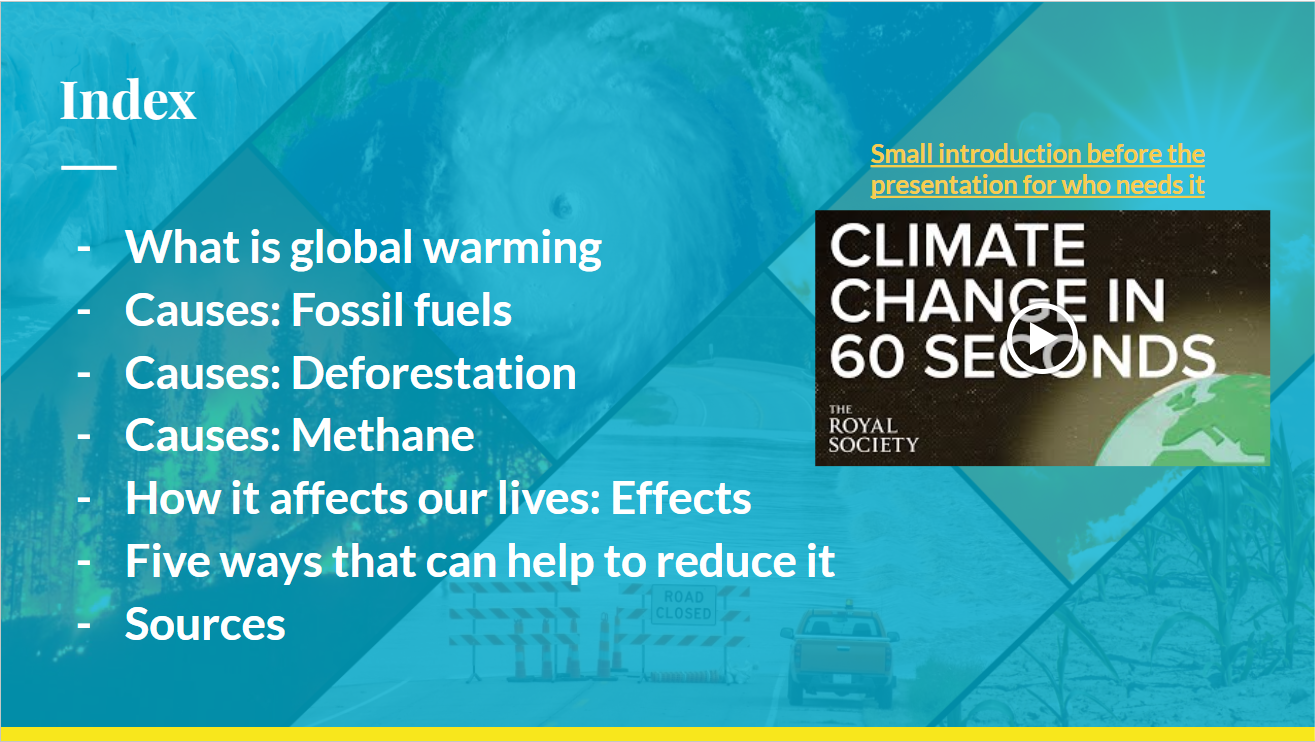 Index
- What is global warming
- Causes: Fossil fuels
- Causes: Deforestation
- Causes: Methane
- How it affects our lives: Effects
- Five ways that can help to reduce it
- Sources
Small introduction before the
presentation for who needs it
CLIMATE
CHANGE IN
60 SECONDS
THE
ROYAL
SOCIETY
ROAD
CLOSED